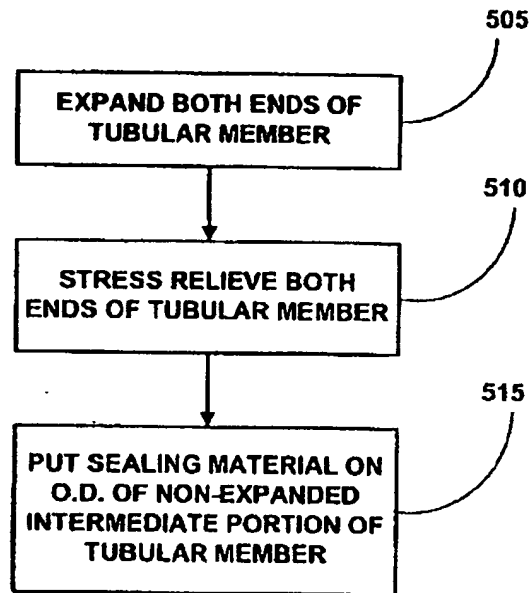 505
EXPAND BOTH ENDS OF
TUBULAR MEMBER
510
STRESS RELIEVE BOTH
ENDS OF TUBULAR MEMBER
515
PUT SEALING MATERIAL ON
O.D. OF NON-EXPANDED
INTERMEDIATE PORTION OF
TUBULAR MEMBER